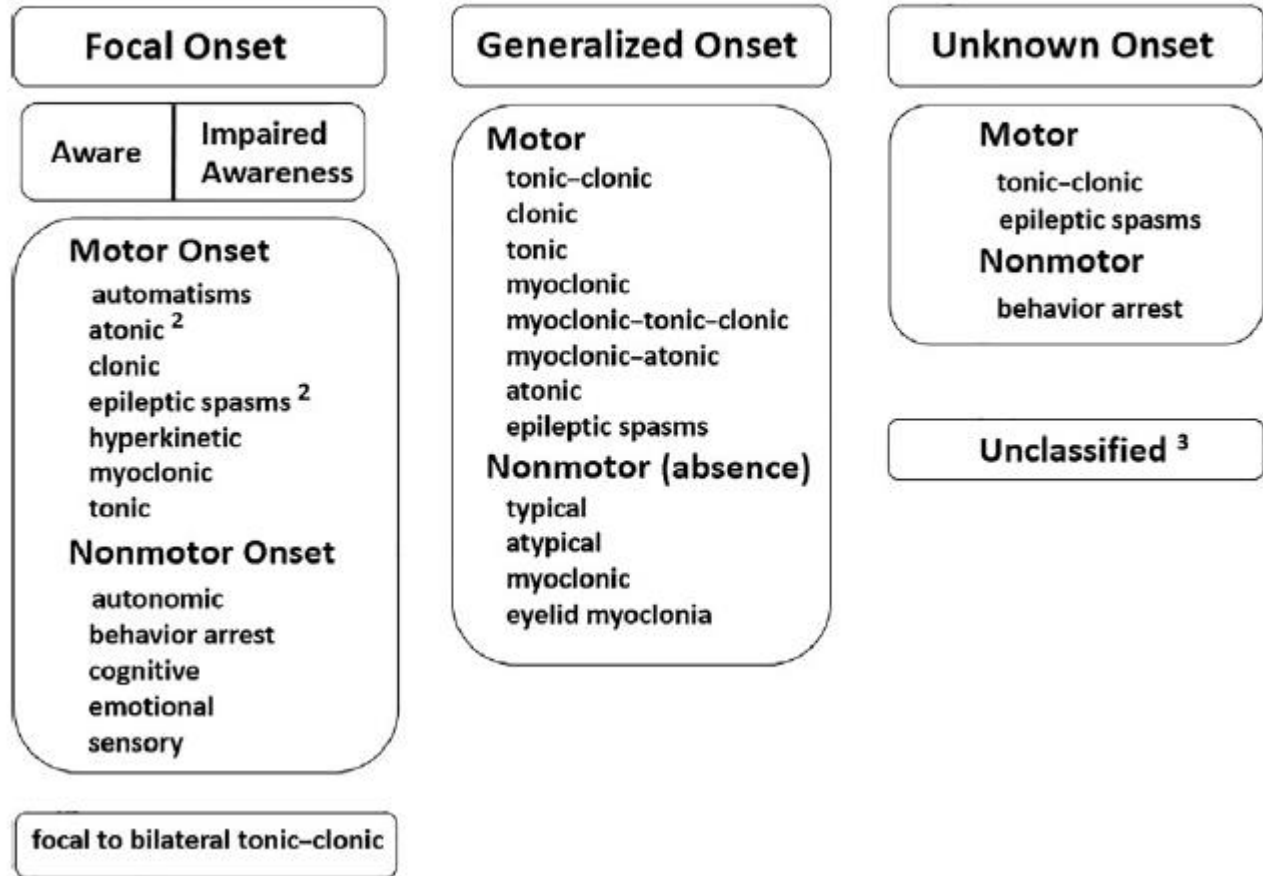 Focal Onset
Aware
Impaired
Awareness
Motor Onset
automatisms
atonic 2
clonic
epileptic spasms 2
hyperkinetic
myoclonic
tonic
Nonmotor Onset
autonomic
behavior arrest
cognitive
emotional
sensory
focal to bilateral tonic–clonic
Generalized Onset
Motor
tonic–clonic
clonic
tonic
myoclonic
myoclonic–tonic–clonic
myoclonic–atonic
atonic
epileptic spasms
Nonmotor (absence)
typical
atypical
myoclonic
eyelid myoclonia
Unknown Onset
Motor
tonic–clonic
epileptic spasms
Nonmotor
behavior arrest
Unclassified 3